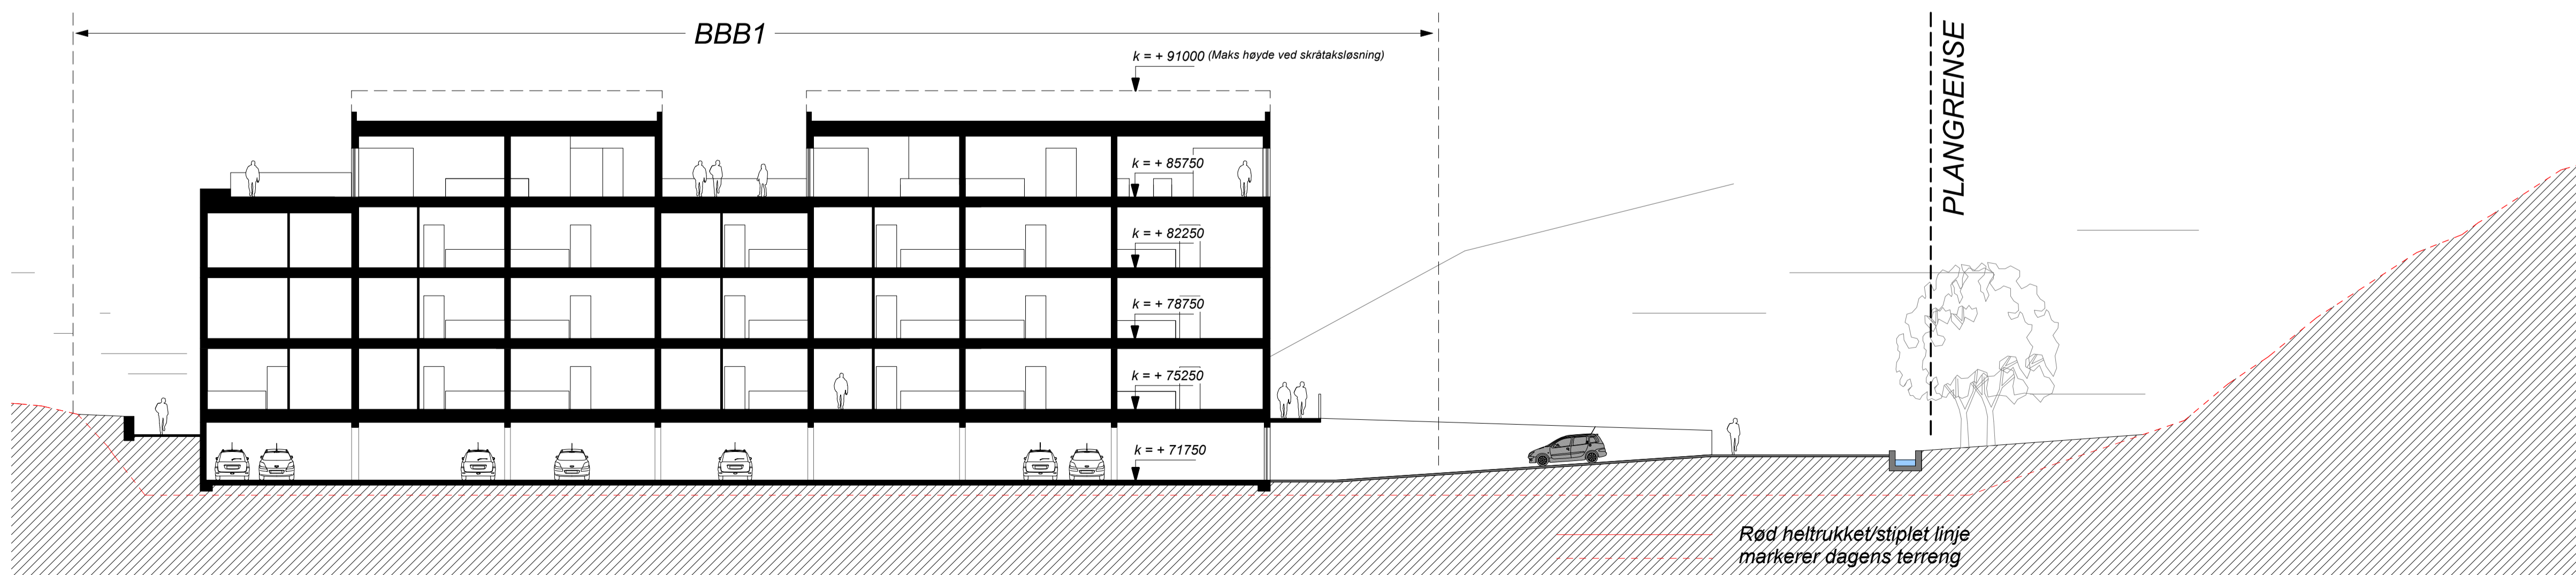 BBB1
k = + 91000 (Maks høyde ved skråtaksløsning)
PLANGRENSE
k = + 85750
k = + 82250
k = + 78750
k = + 75250
k = + 71750
Rød heltrukket/stiplet linje
markerer dagens terreng